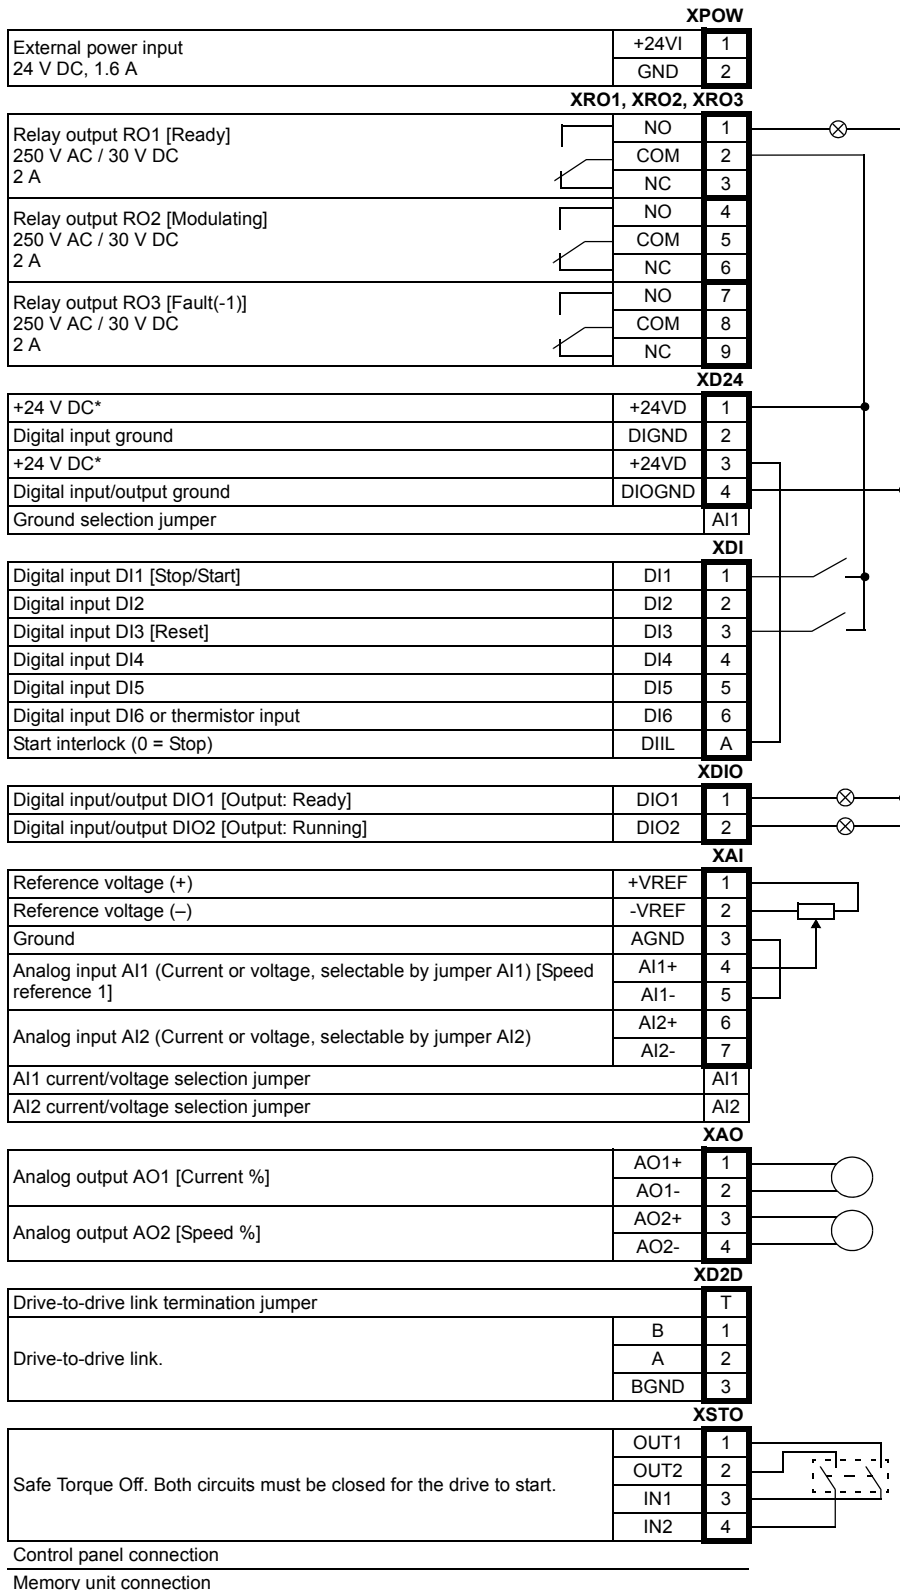 XPOW
External power input +24VI 1
24 V DC, 1.6 A GND 2
XRO1, XRO2, XRO3
Relay output RO1 [Ready] NO 1
250 V AC / 30 V DC COM 2
2 A NC 3
Relay output RO2 [Modulating] NO 4
250 V AC / 30 V DC COM 5
2 A NC 6
Relay output RO3 [Fault(-1)] NO 7
250 V AC / 30 V DC COM 8
2 A NC 9
XD24
+24 V DC* +24VD 1
Digital input ground DIGND 2
+24 V DC* +24VD 3
Digital input/output ground DIOGND 4
Ground selection jumper AI1
XDI
Digital input DI1 [Stop/Start] DI1 1
Digital input DI2 DI2 2
Digital input DI3 [Reset] DI3 3
Digital input DI4 DI4 4
Digital input DI5 DI5 5
Digital input DI6 or thermistor input DI6 6
Start interlock (0 = Stop) DIIL A
XDIO
Digital input/output DIO1 [Output: Ready] DIO1 1
Digital input/output DIO2 [Output: Running] DIO2 2
XAI
Reference voltage (+) +VREF 1
Reference voltage (–) -VREF 2
Ground AGND 3
Analog input AI1 (Current or voltage, selectable by jumper AI1) [Speed AI1+ 4
reference 1] AI1- 5
Analog input AI2 (Current or voltage, selectable by jumper AI2) AI2+ 6
AI2- 7
AI1 current/voltage selection jumper AI1
AI2 current/voltage selection jumper AI2
XAO
Analog output AO1 [Current %] AO1+ 1
AO1- 2
Analog output AO2 [Speed %] AO2+ 3
AO2- 4
XD2D
Drive-to-drive link termination jumper T
B 1
Drive-to-drive link. A 2
BGND 3
XSTO
OUT1 1
Safe Torque Off. Both circuits must be closed for the drive to start. OUT2 2
IN1 3
IN2 4
Control panel connection
Memory unit connection